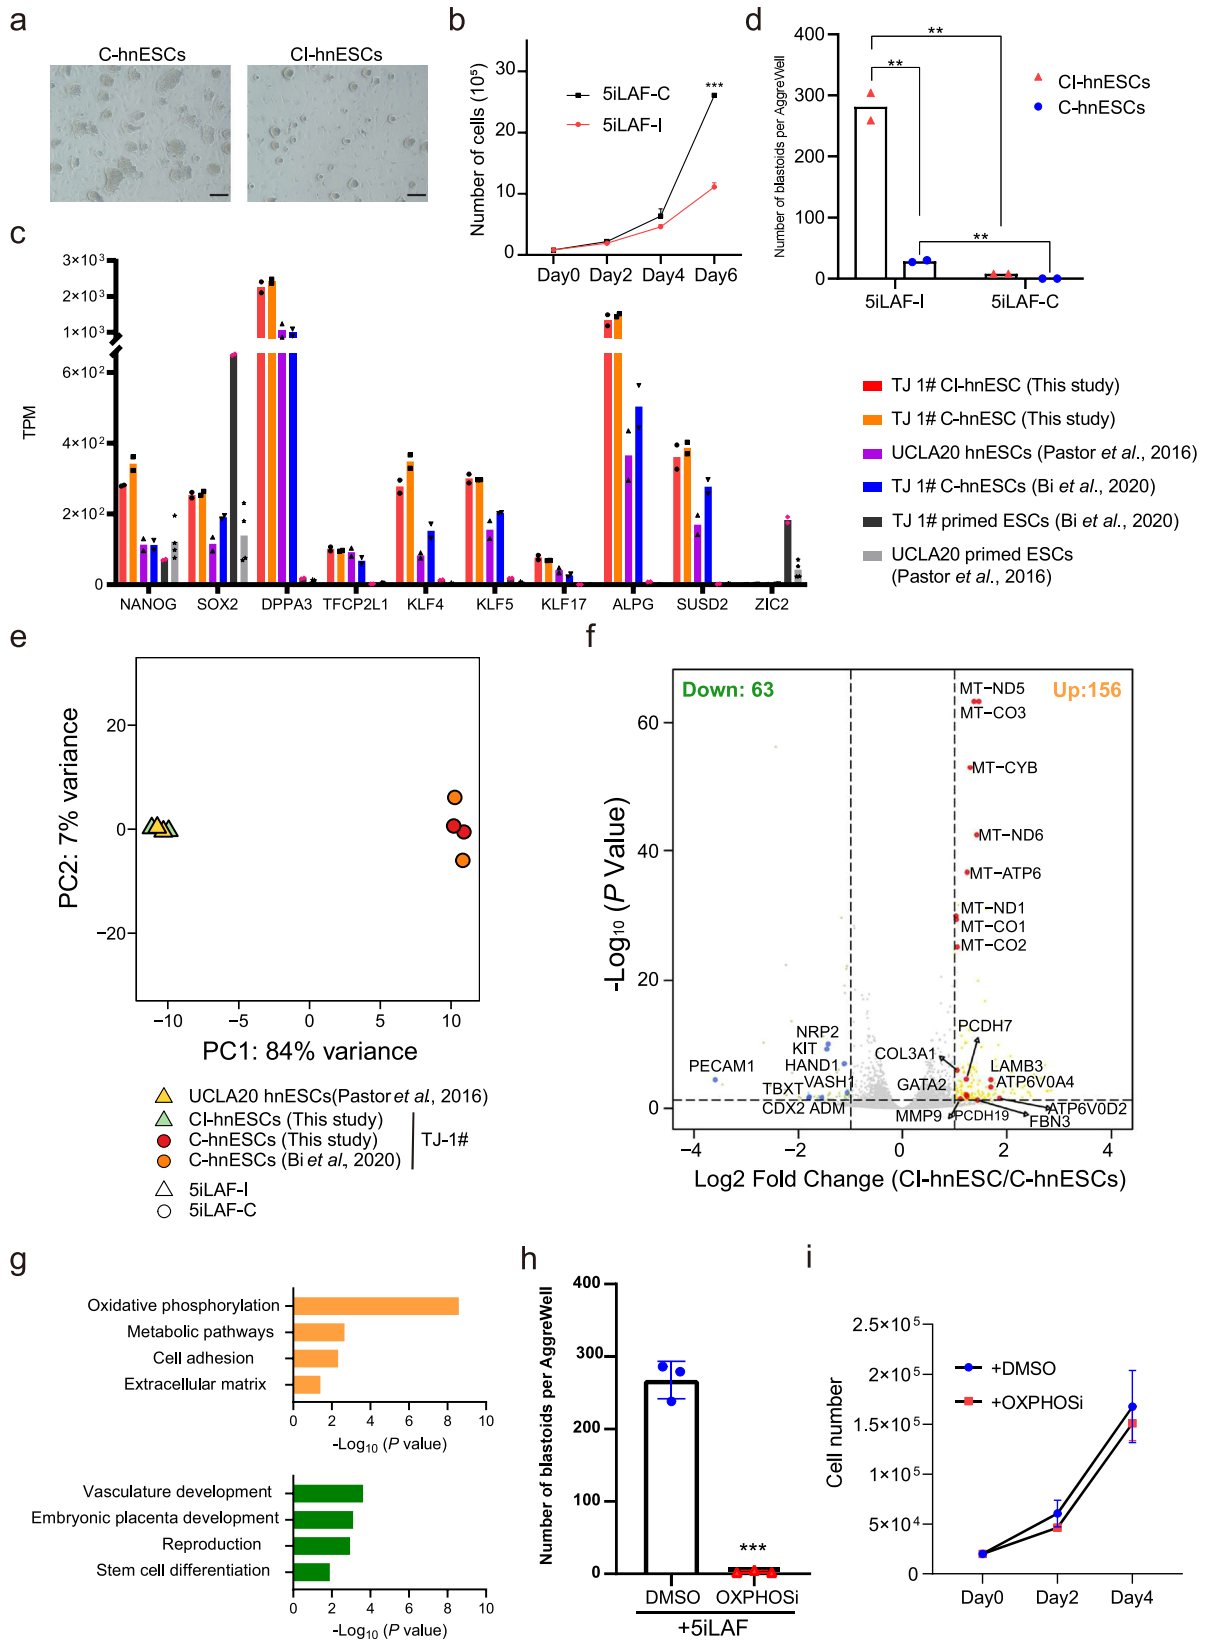 a
C-hnESCs
CI-hnESCs
b
Number of cells (10⁵)
30
20
10
0
5iLAF-C
5iLAF-I
***
Day0 Day2 Day4 Day6
d
Number of blastoids per AggreWell
400
300
200
100
0
**
**
**
CI-hnESCs
C-hnESCs
5iLAF-I
5iLAF-C
c
TPM
3×10³
2×10³
1×10³
6×10²
4×10²
2×10²
0
NANOG SOX2 DPPA3 TFCP2L1 KLF4 KLF5 KLF17 ALPG SUSD2 ZIC2
TJ 1# CI-hnESC (This study)
TJ 1# C-hnESC (This study)
UCLA20 hnESCs (Pastor et al., 2016)
TJ 1# C-hnESCs (Bi et al., 2020)
TJ 1# primed ESCs (Bi et al., 2020)
UCLA20 primed ESCs
(Pastor et al., 2016)
e
PC2: 7% variance
20
0
−20
−10 −5 0 5 10
PC1: 84% variance
UCLA20 hnESCs(Pastor et al., 2016)
CI-hnESCs (This study)
C-hnESCs (This study)
C-hnESCs (Bi et al., 2020)
TJ-1#
5iLAF-I
5iLAF-C
f
Down: 63
Up:156
-Log₁₀ (P Value)
60
40
20
0
MT−ND5
MT−CO3
MT−CYB
MT−ND6
MT−ATP6
MT−ND1
MT−CO1
MT−CO2
PCDH7
NRP2
KIT
COL3A1
PECAM1
HAND1
LAMB3
TBXT
VASH1
GATA2
ATP6V0A4
CDX2
ADM
MMP9
PCDH19
ATP6V0D2
FBN3
−4 −2 0 2 4
Log2 Fold Change (CI-hnESC/C-hnESCs)
g
Oxidative phosphorylation
Metabolic pathways
Cell adhesion
Extracellular matrix
0 2 4 6 8 10
-Log₁₀ (P value)
Vasculature development
Embryonic placenta development
Reproduction
Stem cell differentiation
0 2 4 6 8 10
-Log₁₀ (P value)
h
Number of blastoids per AggreWell
400
300
200
100
0
***
DMSO OXPHOSi
+5iLAF
i
Cell number
2.5×10⁵
2×10⁵
1.5×10⁵
1×10⁵
5×10⁴
0
+DMSO
+OXPHOSi
Day0 Day2 Day4